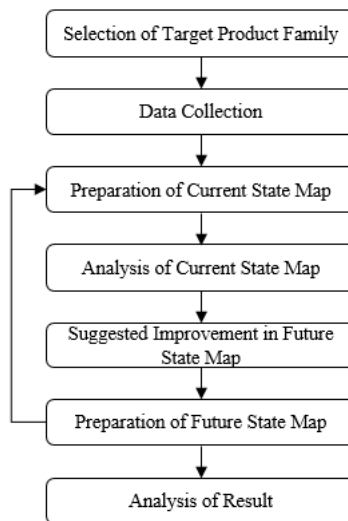 Selection of Target Product Family
Data Collection
Preparation of Current State Map
Analysis of Current State Map
Suggested Improvement in Future
State Map
Preparation of Future State Map
Analysis of Result